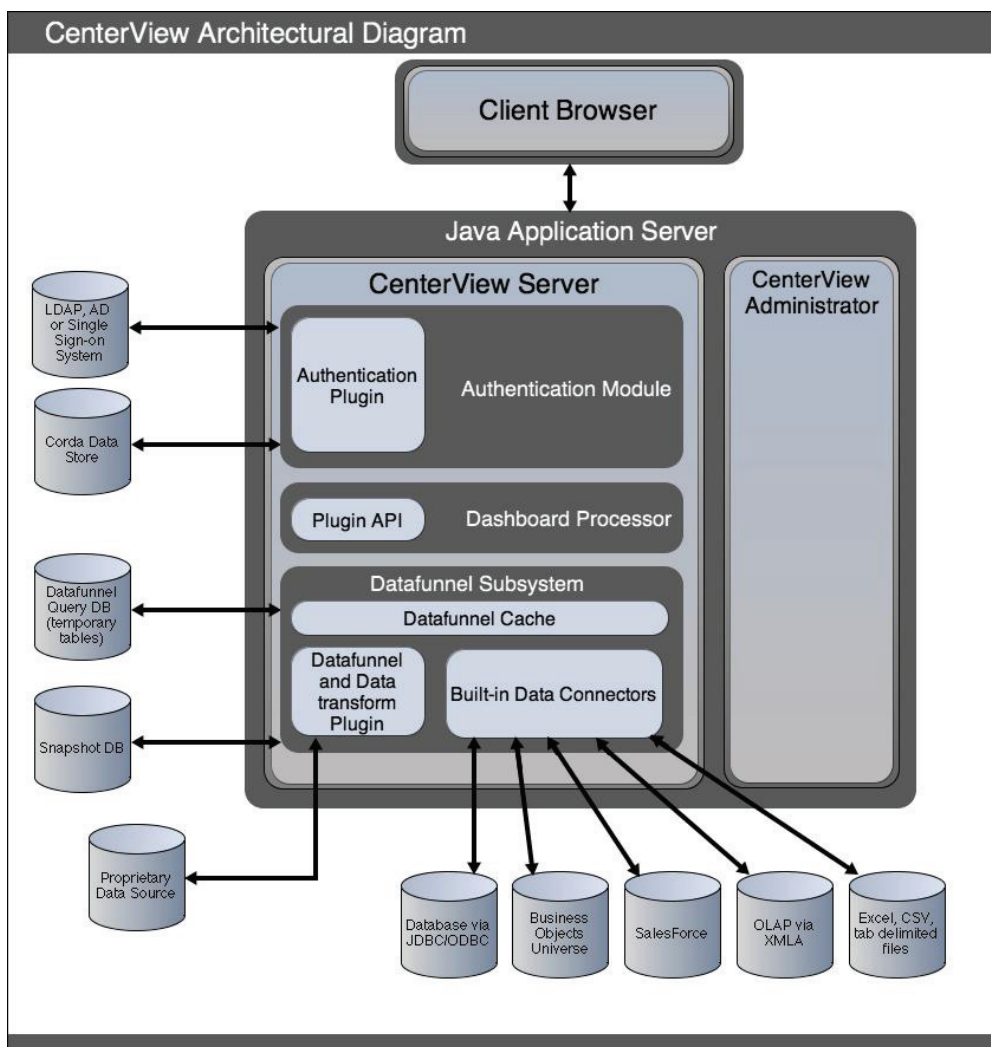 CenterView Architectural Diagram
Client Browser
Java Application Server
CenterView Server
CenterView
Administrator
LDAP, AD
or Single
Sign-on
System
Authentication
Plugin
Authentication Module
Corda Data
Store
Plugin API
Dashboard Processor
Datafunnel Subsystem
Datafunnel
Query DB
(temporary
tables)
Datafunnel Cache
Datafunnel
and Data
transform
Plugin
Built-in Data Connectors
Snapshot DB
Proprietary
Data Source
Database via
JDBC/ODBC
Business
Objects
Universe
SalesForce
OLAP via
XMLA
Excel, CSV,
tab delimited
files